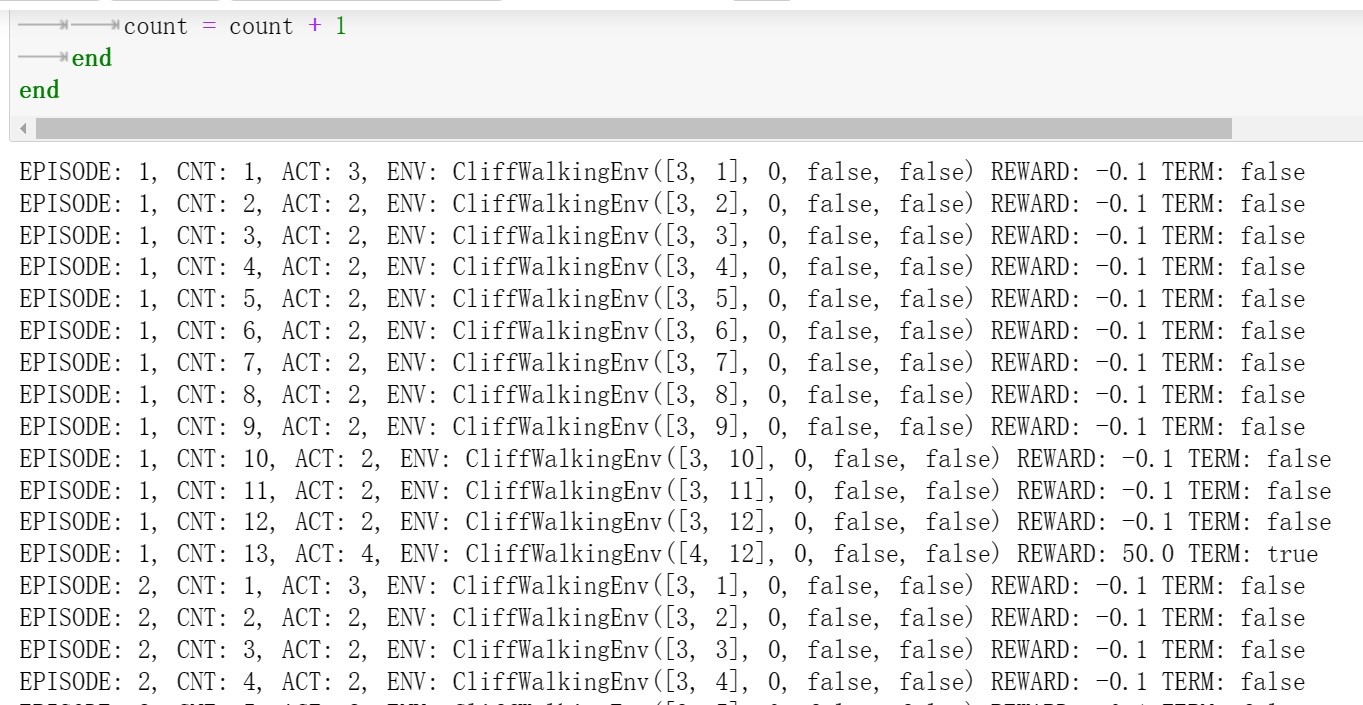 count = count + 1
end
end
EPISODE: 1, CNT: 1, ACT: 3, ENV: CliffWalkingEnv([3, 1], 0, false, false) REWARD: -0.1 TERM: false
EPISODE: 1, CNT: 2, ACT: 2, ENV: CliffWalkingEnv([3, 2], 0, false, false) REWARD: -0.1 TERM: false
EPISODE: 1, CNT: 3, ACT: 2, ENV: CliffWalkingEnv([3, 3], 0, false, false) REWARD: -0.1 TERM: false
EPISODE: 1, CNT: 4, ACT: 2, ENV: CliffWalkingEnv([3, 4], 0, false, false) REWARD: -0.1 TERM: false
EPISODE: 1, CNT: 5, ACT: 2, ENV: CliffWalkingEnv([3, 5], 0, false, false) REWARD: -0.1 TERM: false
EPISODE: 1, CNT: 6, ACT: 2, ENV: CliffWalkingEnv([3, 6], 0, false, false) REWARD: -0.1 TERM: false
EPISODE: 1, CNT: 7, ACT: 2, ENV: CliffWalkingEnv([3, 7], 0, false, false) REWARD: -0.1 TERM: false
EPISODE: 1, CNT: 8, ACT: 2, ENV: CliffWalkingEnv([3, 8], 0, false, false) REWARD: -0.1 TERM: false
EPISODE: 1, CNT: 9, ACT: 2, ENV: CliffWalkingEnv([3, 9], 0, false, false) REWARD: -0.1 TERM: false
EPISODE: 1, CNT: 10, ACT: 2, ENV: CliffWalkingEnv([3, 10], 0, false, false) REWARD: -0.1 TERM: false
EPISODE: 1, CNT: 11, ACT: 2, ENV: CliffWalkingEnv([3, 11], 0, false, false) REWARD: -0.1 TERM: false
EPISODE: 1, CNT: 12, ACT: 2, ENV: CliffWalkingEnv([3, 12], 0, false, false) REWARD: -0.1 TERM: false
EPISODE: 1, CNT: 13, ACT: 4, ENV: CliffWalkingEnv([4, 12], 0, false, false) REWARD: 50.0 TERM: true
EPISODE: 2, CNT: 1, ACT: 3, ENV: CliffWalkingEnv([3, 1], 0, false, false) REWARD: -0.1 TERM: false
EPISODE: 2, CNT: 2, ACT: 2, ENV: CliffWalkingEnv([3, 2], 0, false, false) REWARD: -0.1 TERM: false
EPISODE: 2, CNT: 3, ACT: 2, ENV: CliffWalkingEnv([3, 3], 0, false, false) REWARD: -0.1 TERM: false
EPISODE: 2, CNT: 4, ACT: 2, ENV: CliffWalkingEnv([3, 4], 0, false, false) REWARD: -0.1 TERM: false